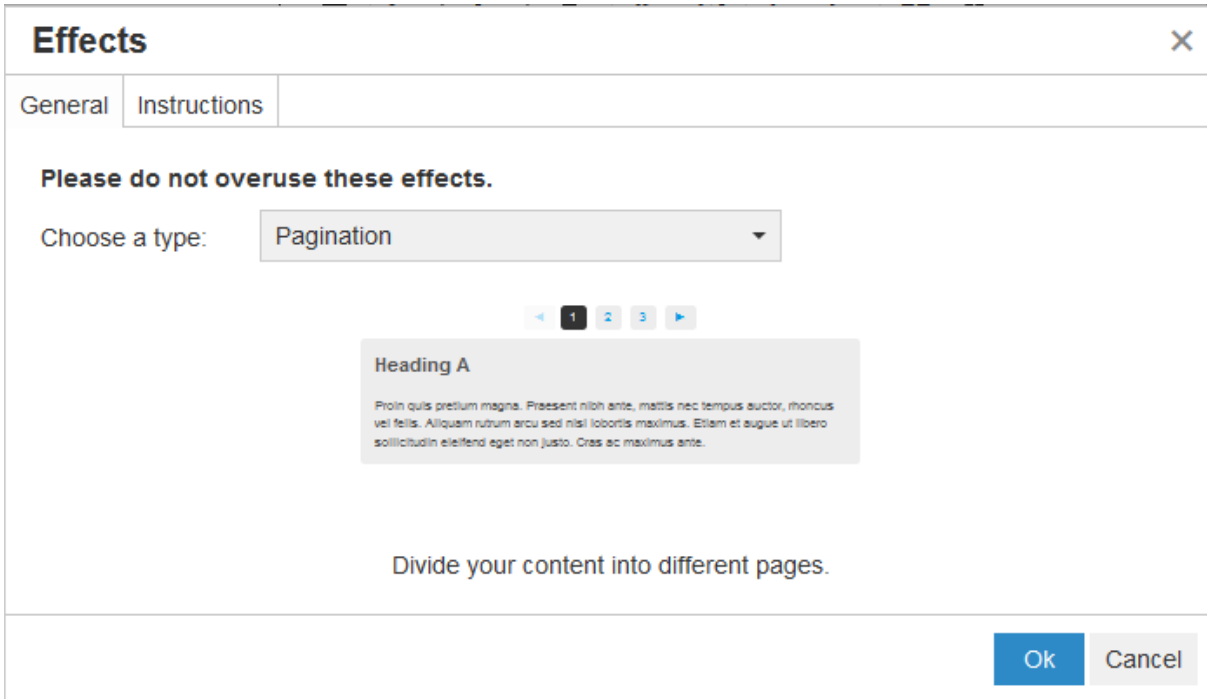 Effects
General Instructions
Please do not overuse these effects.
Choose a type: Pagination
1 2 3
Heading A
Proin quis pretium magna. Praesent nibh ante, mattis nec tempus auctor, rhoncus
vel felis. Aliquam rutrum arcu sed nisl lobortis maximus. Etiam et augue ut libero
sollicitudin eleifend eget non justo. Cras ac maximus ante.
Divide your content into different pages.
Ok Cancel